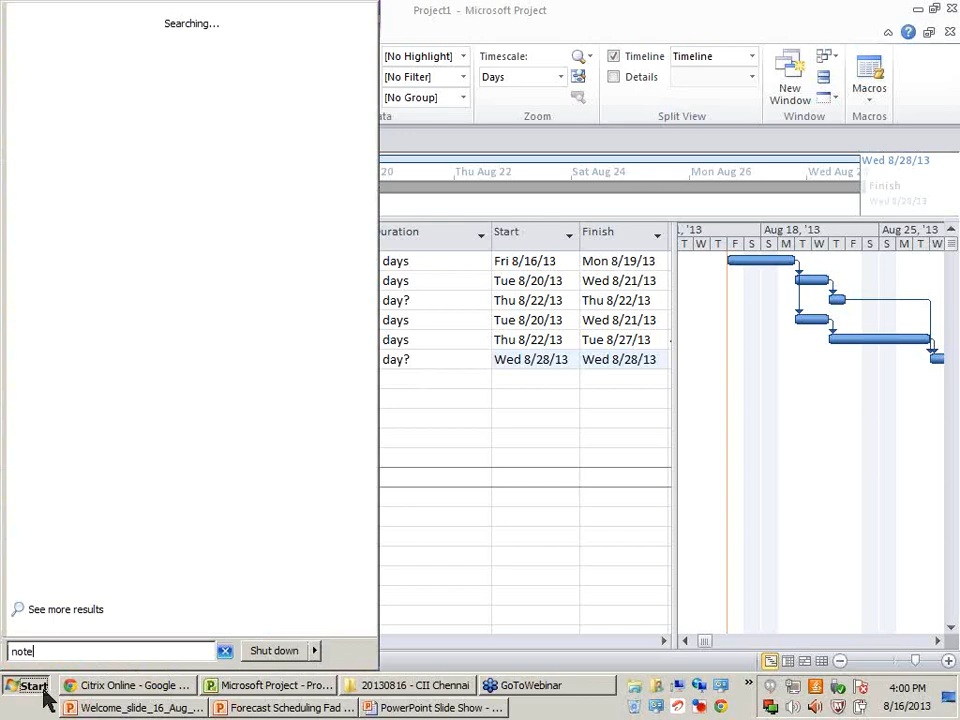 Searching...
See more results
note
Shut down
Project1 - Microsoft Project
[No Highlight]
[No Filter]
[No Group]
ata
Timescale:
Days
Zoom
Timeline Timeline
Details
Split View
New
Window
Window
Macros
Macros
20 Thu Aug 22 Sat Aug 24 Mon Aug 26 Wed Aug 2
Wed 8/28/13
Finish
Wed 8/28/13
Duration Start Finish
days Fri 8/16/13 Mon 8/19/13
days Tue 8/20/13 Wed 8/21/13
day? Thu 8/22/13 Thu 8/22/13
days Tue 8/20/13 Wed 8/21/13
days Thu 8/22/13 Tue 8/27/13
day? Wed 8/28/13 Wed 8/28/13
, '13 Aug 18, '13 Aug 25, '13
T W T F S S M T W T F S S M T W
Start Citrix Online - Google ... Microsoft Project - Pro... 20130816 - CII Chennai GoToWebinar
Welcome_slide_16_Aug_... Forecast Scheduling Fad ... PowerPoint Slide Show - ...
4:00 PM
8/16/2013